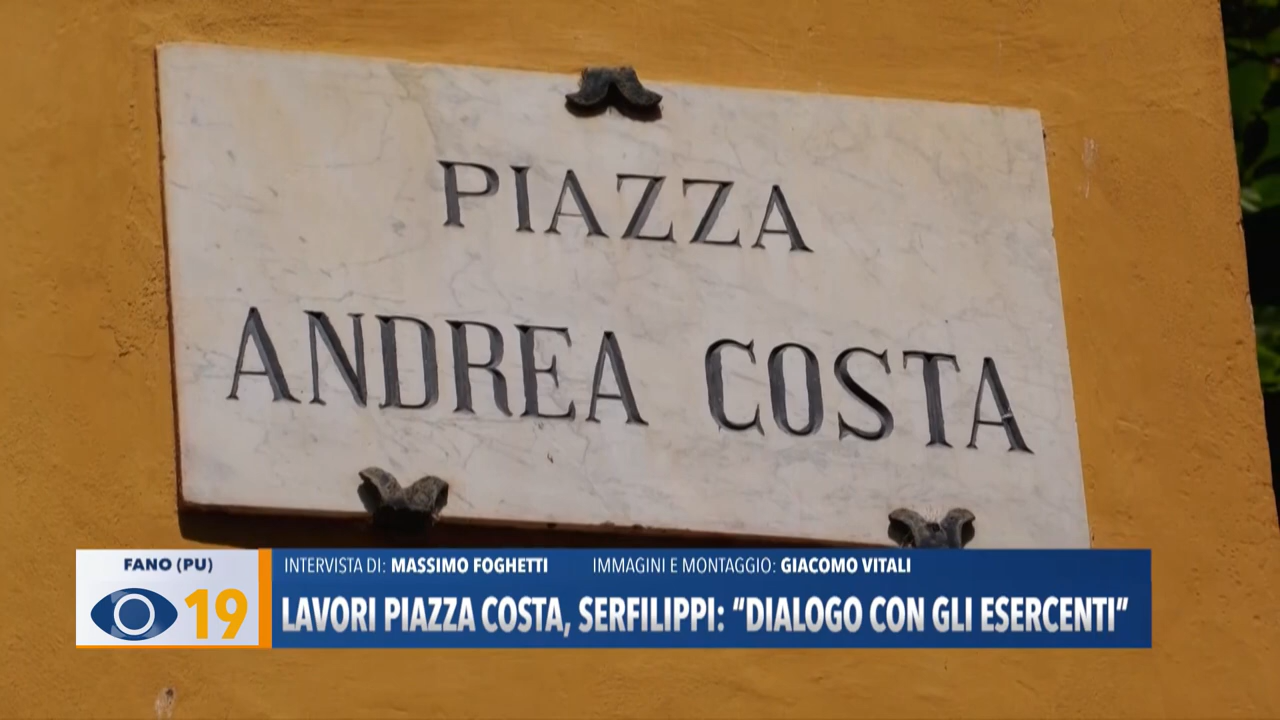 PIAZZA
ANDREA COSTA
FANO (PU)
19
INTERVISTA DI: MASSIMO FOGHETTI IMMAGINI E MONTAGGIO: GIACOMO VITALI
LAVORI PIAZZA COSTA, SERFILIPPI: “DIALOGO CON GLI ESERCENTI”